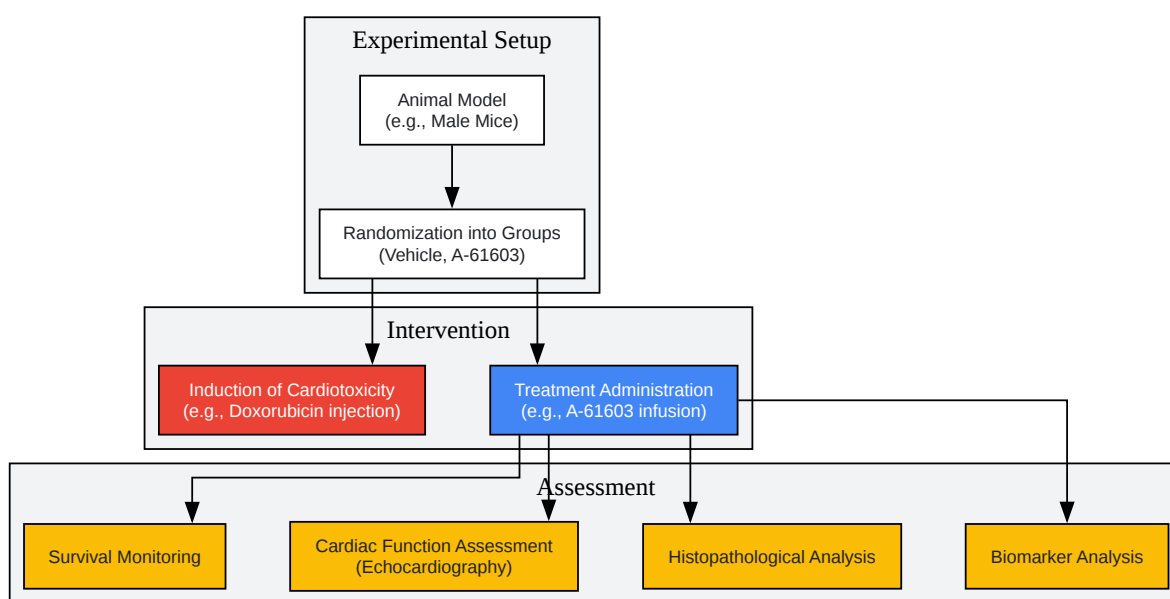 Experimental Setup
Animal Model
(e.g., Male Mice)
Randomization into Groups
(Vehicle, A-61603)
Intervention
Induction of Cardiotoxicity
(e.g., Doxorubicin injection)
Treatment Administration
(e.g., A-61603 infusion)
Assessment
Survival Monitoring
Cardiac Function Assessment
(Echocardiography)
Histopathological Analysis
Biomarker Analysis